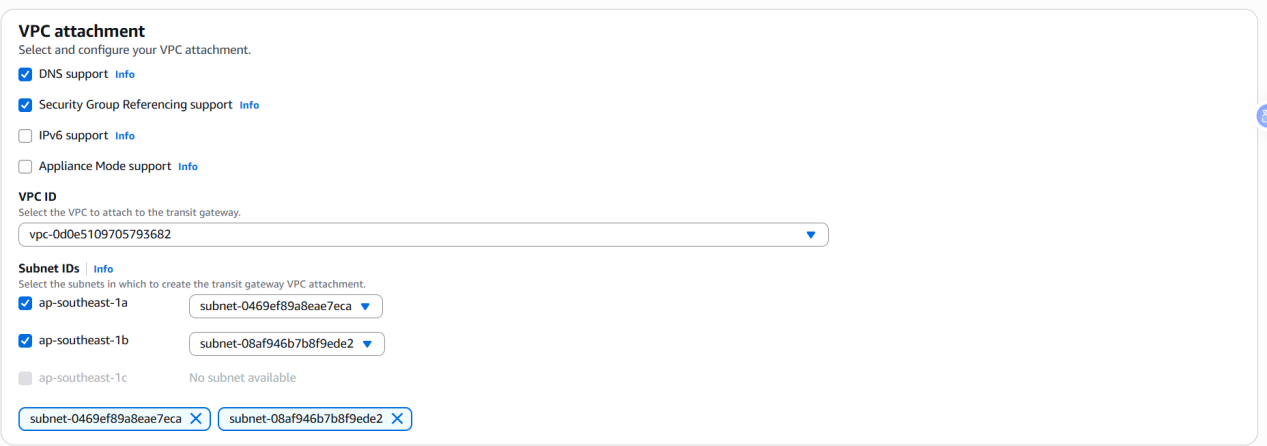 VPC attachment
Select and configure your VPC attachment.
DNS support Info
Security Group Referencing support Info
IPv6 support Info
Appliance Mode support Info
VPC ID
Select the VPC to attach to the transit gateway.
vpc-0d0e5109705793682
Subnet IDs Info
Select the subnets in which to create the transit gateway VPC attachment.
ap-southeast-1a subnet-0469ef89a8eae7eca
ap-southeast-1b subnet-08af946b7b8f9ede2
ap-southeast-1c No subnet available
subnet-0469ef89a8eae7eca subnet-08af946b7b8f9ede2